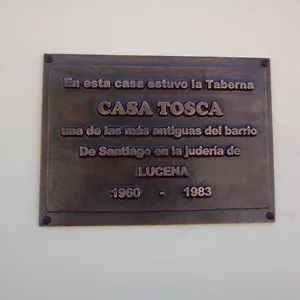 En esta casa estuvo la Taberna
CASA TOSCA
una de las más antiguas del barrio
De Santiago en la judería de
LUCENA
1960 - 1983